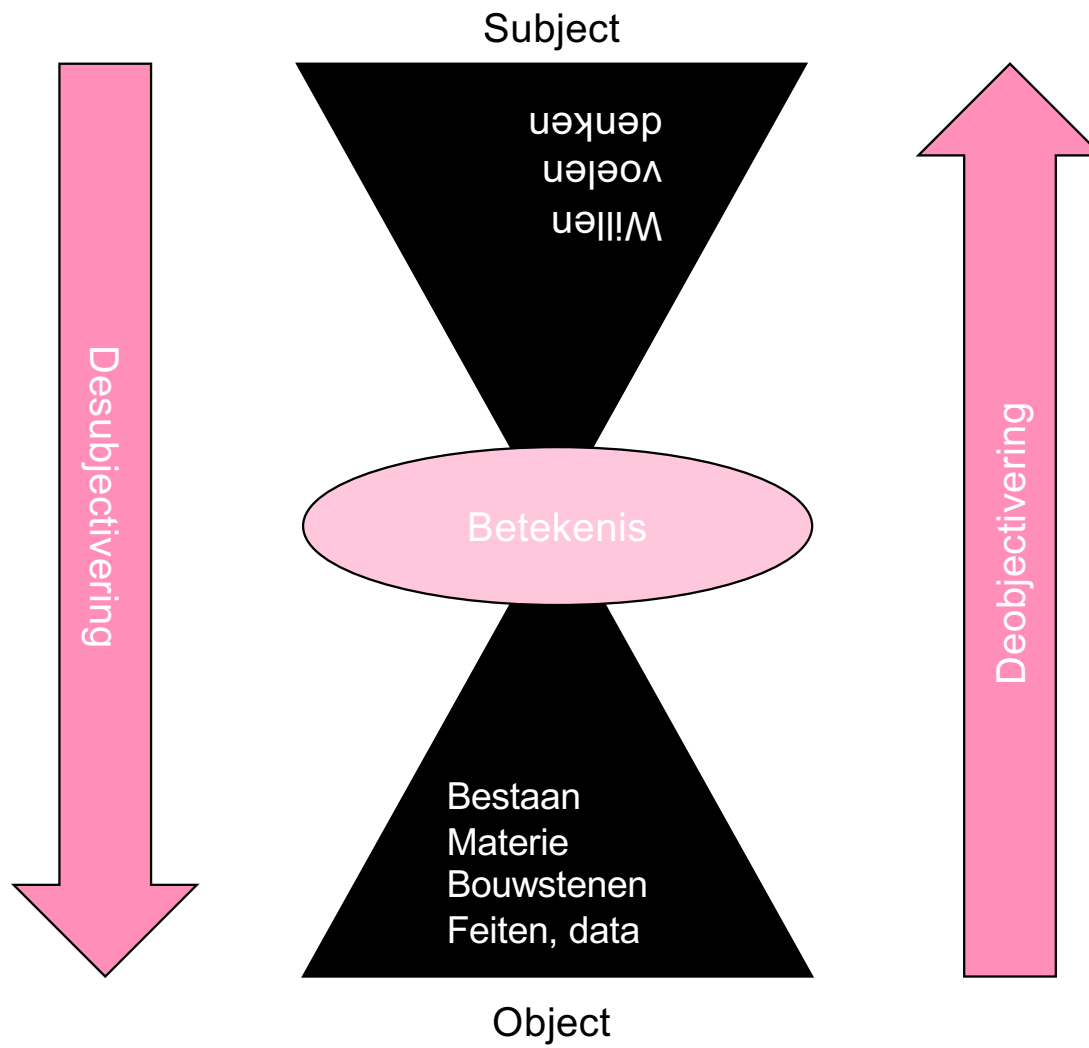 Subject
Willen
voelen
denken
Desubjectivering
Betekenis
Deobjectivering
Bestaan
Materie
Bouwstenen
Feiten, data
Object